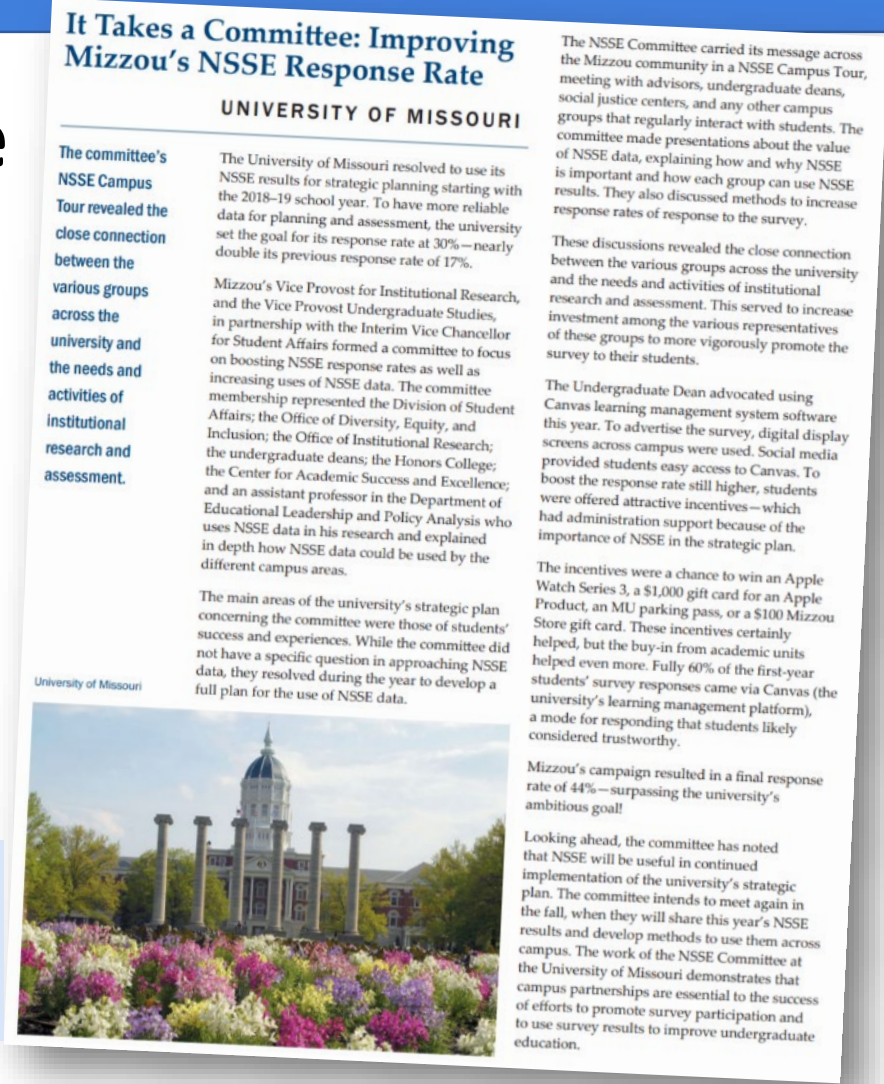 e
It Takes a Committee: Improving
Mizzou's NSSE Response Rate
UNIVERSITY OF MISSOURI
The committee's
NSSE Campus
Tour revealed the
close connection
between the
various groups
across the
university and
the needs and
activities of
institutional
research and
assessment.
The University of Missouri resolved to use its
NSSE results for strategic planning starting with
the 2018–19 school year. To have more reliable
data for planning and assessment, the university
set the goal for its response rate at 30%—nearly
double its previous response rate of 17%.
Mizzou's Vice Provost for Institutional Research,
and the Vice Provost Undergraduate Studies,
in partnership with the Interim Vice Chancellor
for Student Affairs formed a committee to focus
on boosting NSSE response rates as well as
increasing uses of NSSE data. The committee
membership represented the Division of Student
Affairs; the Office of Diversity, Equity, and
Inclusion; the Office of Institutional Research;
the undergraduate deans; the Honors College;
the Center for Academic Success and Excellence;
and an assistant professor in the Department of
Educational Leadership and Policy Analysis who
uses NSSE data in his research and explained
in depth how NSSE data could be used by the
different campus areas.
The main areas of the university's strategic plan
concerning the committee were those of students'
success and experiences. While the committee did
not have a specific question in approaching NSSE
data, they resolved during the year to develop a
full plan for the use of NSSE data.
University of Missouri
The NSSE Committee carried its message across
the Mizzou community in a NSSE Campus Tour,
meeting with advisors, undergraduate deans,
social justice centers, and any other campus
groups that regularly interact with students. The
committee made presentations about the value
of NSSE data, explaining how and why NSSE
is important and how each group can use NSSE
results. They also discussed methods to increase
response rates of response to the survey.
These discussions revealed the close connection
between the various groups across the university
and the needs and activities of institutional
research and assessment. This served to increase
investment among the various representatives
of these groups to more vigorously promote the
survey to their students.
The Undergraduate Dean advocated using
Canvas learning management system software
this year. To advertise the survey, digital display
screens across campus were used. Social media
provided students easy access to Canvas. To
boost the response rate still higher, students
were offered attractive incentives—which
had administration support because of the
importance of NSSE in the strategic plan.
The incentives were a chance to win an Apple
Watch Series 3, a $1,000 gift card for an Apple
Product, an MU parking pass, or a $100 Mizzou
Store gift card. These incentives certainly
helped, but the buy-in from academic units
helped even more. Fully 60% of the first-year
students' survey responses came via Canvas (the
university's learning management platform),
a mode for responding that students likely
considered trustworthy.
Mizzou's campaign resulted in a final response
rate of 44%—surpassing the university's
ambitious goal!
Looking ahead, the committee has noted
that NSSE will be useful in continued
implementation of the university's strategic
plan. The committee intends to meet again in
the fall, when they will share this year's NSSE
results and develop methods to use them across
campus. The work of the NSSE Committee at
the University of Missouri demonstrates that
campus partnerships are essential to the success
of efforts to promote survey participation and
to use survey results to improve undergraduate
education.